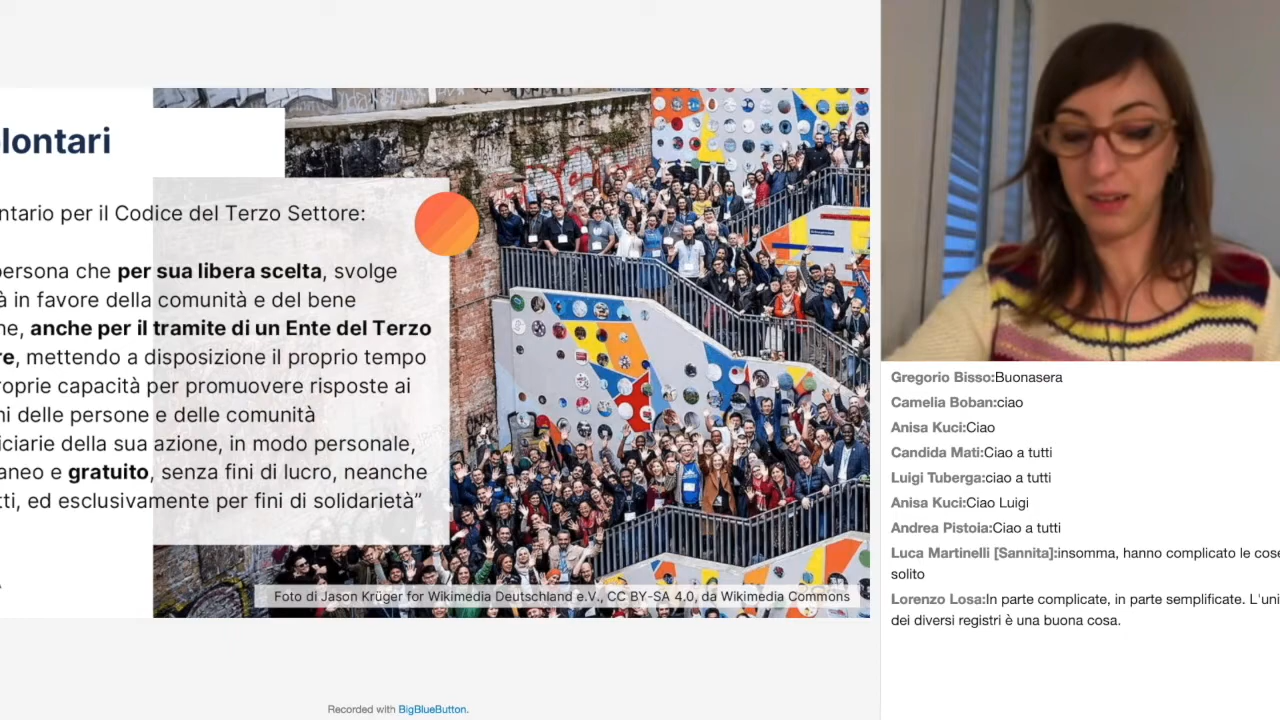 lontari
ntario per il Codice del Terzo Settore:
persona che per sua libera scelta, svolge
à in favore della comunità e del bene
ne, anche per il tramite di un Ente del Terzo
re, mettendo a disposizione il proprio tempo
roprie capacità per promuovere risposte ai
ni delle persone e delle comunità
iciarie della sua azione, in modo personale,
aneo e gratuito, senza fini di lucro, neanche
tti, ed esclusivamente per fini di solidarietà”
Foto di Jason Krüger for Wikimedia Deutschland e.V., CC BY-SA 4.0, da Wikimedia Commons
Recorded with BigBlueButton.
Gregorio Bisso:Buonasera
Camelia Boban:ciao
Anisa Kuci:Ciao
Candida Mati:Ciao a tutti
Luigi Tuberga:ciao a tutti
Anisa Kuci:Ciao Luigi
Andrea Pistoia:Ciao a tutti
Luca Martinelli [Sannita]:insomma, hanno complicato le cose
solito
Lorenzo Losa:In parte complicate, in parte semplificate. L'uni
dei diversi registri è una buona cosa.